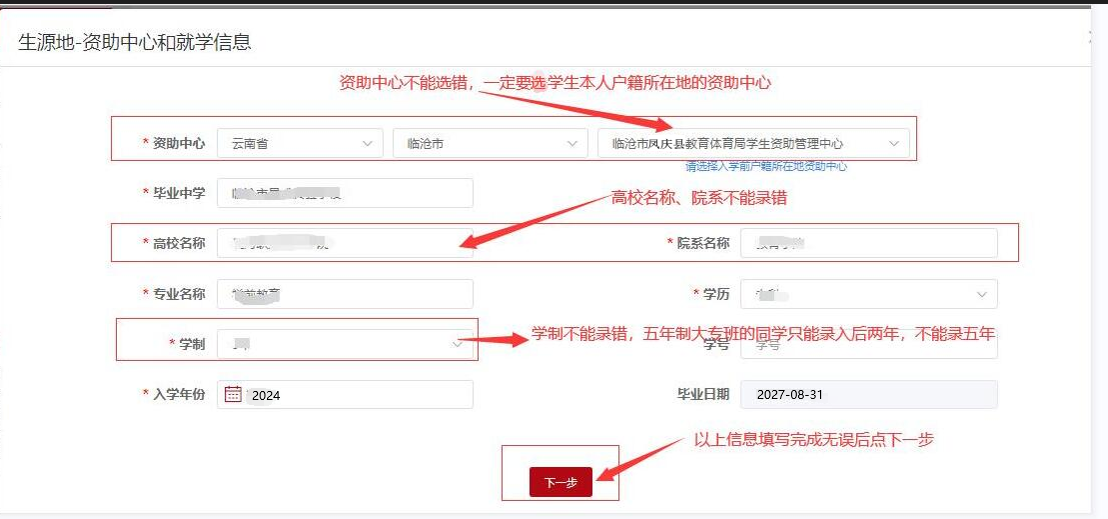 生源地-资助中心和就学信息
资助中心不能选错，一定要选学生本人户籍所在地的资助中心
* 资助中心 云南省 临沧市 临沧市凤庆县教育体育局学生资助管理中心
请选择入学前户籍所在地资助中心
* 毕业中学
高校名称、院系不能录错
* 高校名称 * 院系名称
* 专业名称 学前教育 * 学历
学制不能录错，五年制大专班的同学只能录入后两年，不能录五年
* 学制 学号 学号
* 入学年份 2024 毕业日期 2027-08-31
以上信息填写完成无误后点下一步
下一步